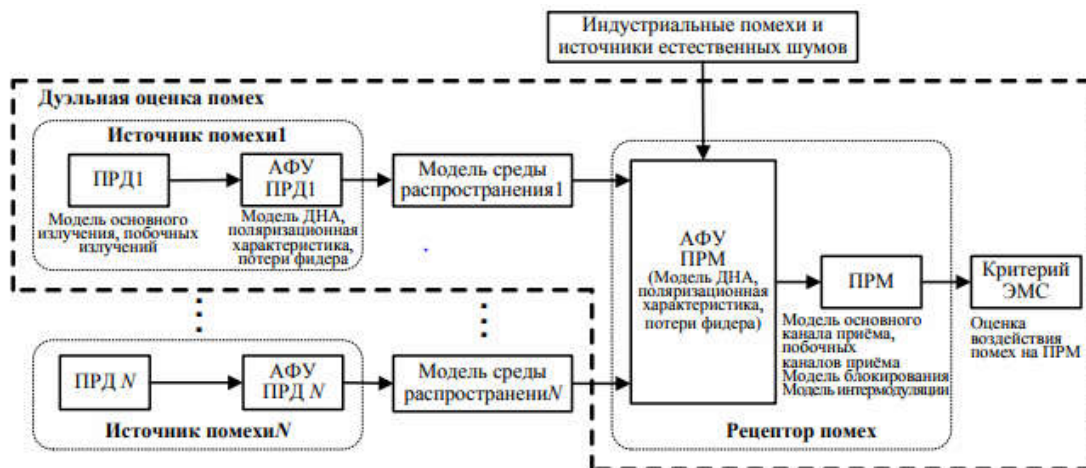 Индустриальные помехи и
источники естественных шумов
Дуэльная оценка помех
Источник помехи1
ПРД1
Модель основного
излучения, побочных
излучений
АФУ
ПРД1
Модель ДНА,
поляризационная
характеристика,
потери фидера
Модель среды
распространения1
АФУ
ПРМ
(Модель ДНА,
поляризационная
характеристика,
потери фидера)
ПРМ
Модель основного
канала приёма,
побочных
каналов приёма
Модель блокирования
Модель интермодуляции
Критерий
ЭМС
Оценка
воздействия
помех на ПРМ
ПРД N
АФУ
ПРД N
Источник помехиN
Модель среды
распространениN
Рецептор помех